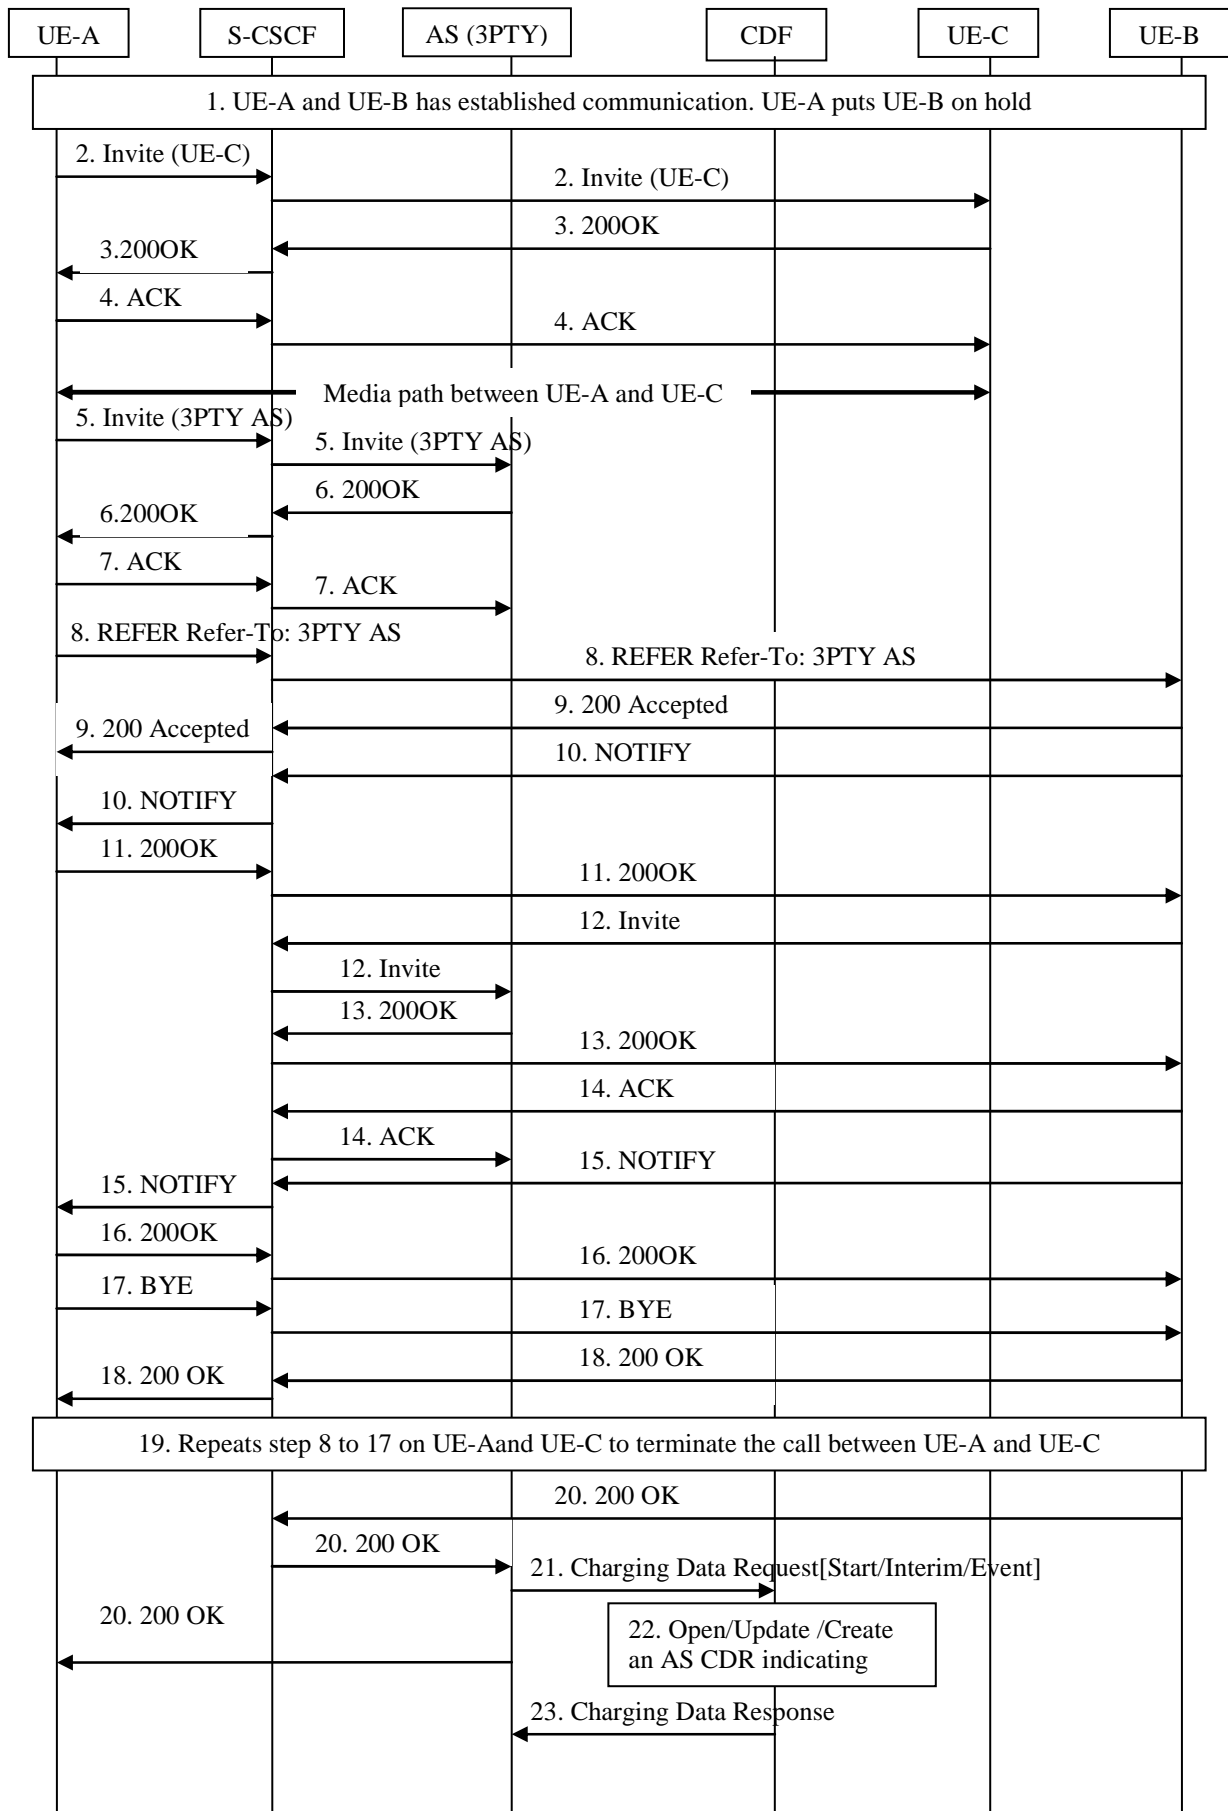 UE-A
S-CSCF
AS (3PTY)
CDF
UE-C
UE-B
1. UE-A and UE-B has established communication. UE-A puts UE-B on hold
2. Invite (UE-C)
2. Invite (UE-C)
3. 200OK
3.200OK
4. ACK
4. ACK
Media path between UE-A and UE-C
5. Invite (3PTY AS)
5. Invite (3PTY AS)
6. 200OK
6.200OK
7. ACK
7. ACK
8. REFER Refer-To: 3PTY AS
8. REFER Refer-To: 3PTY AS
9. 200 Accepted
9. 200 Accepted
10. NOTIFY
10. NOTIFY
11. 200OK
11. 200OK
12. Invite
12. Invite
13. 200OK
13. 200OK
14. ACK
14. ACK
15. NOTIFY
15. NOTIFY
16. 200OK
16. 200OK
17. BYE
17. BYE
18. 200 OK
18. 200 OK
19. Repeats step 8 to 17 on UE-Aand UE-C to terminate the call between UE-A and UE-C
20. 200 OK
20. 200 OK
21. Charging Data Request[Start/Interim/Event]
20. 200 OK
22. Open/Update /Create
an AS CDR indicating
23. Charging Data Response